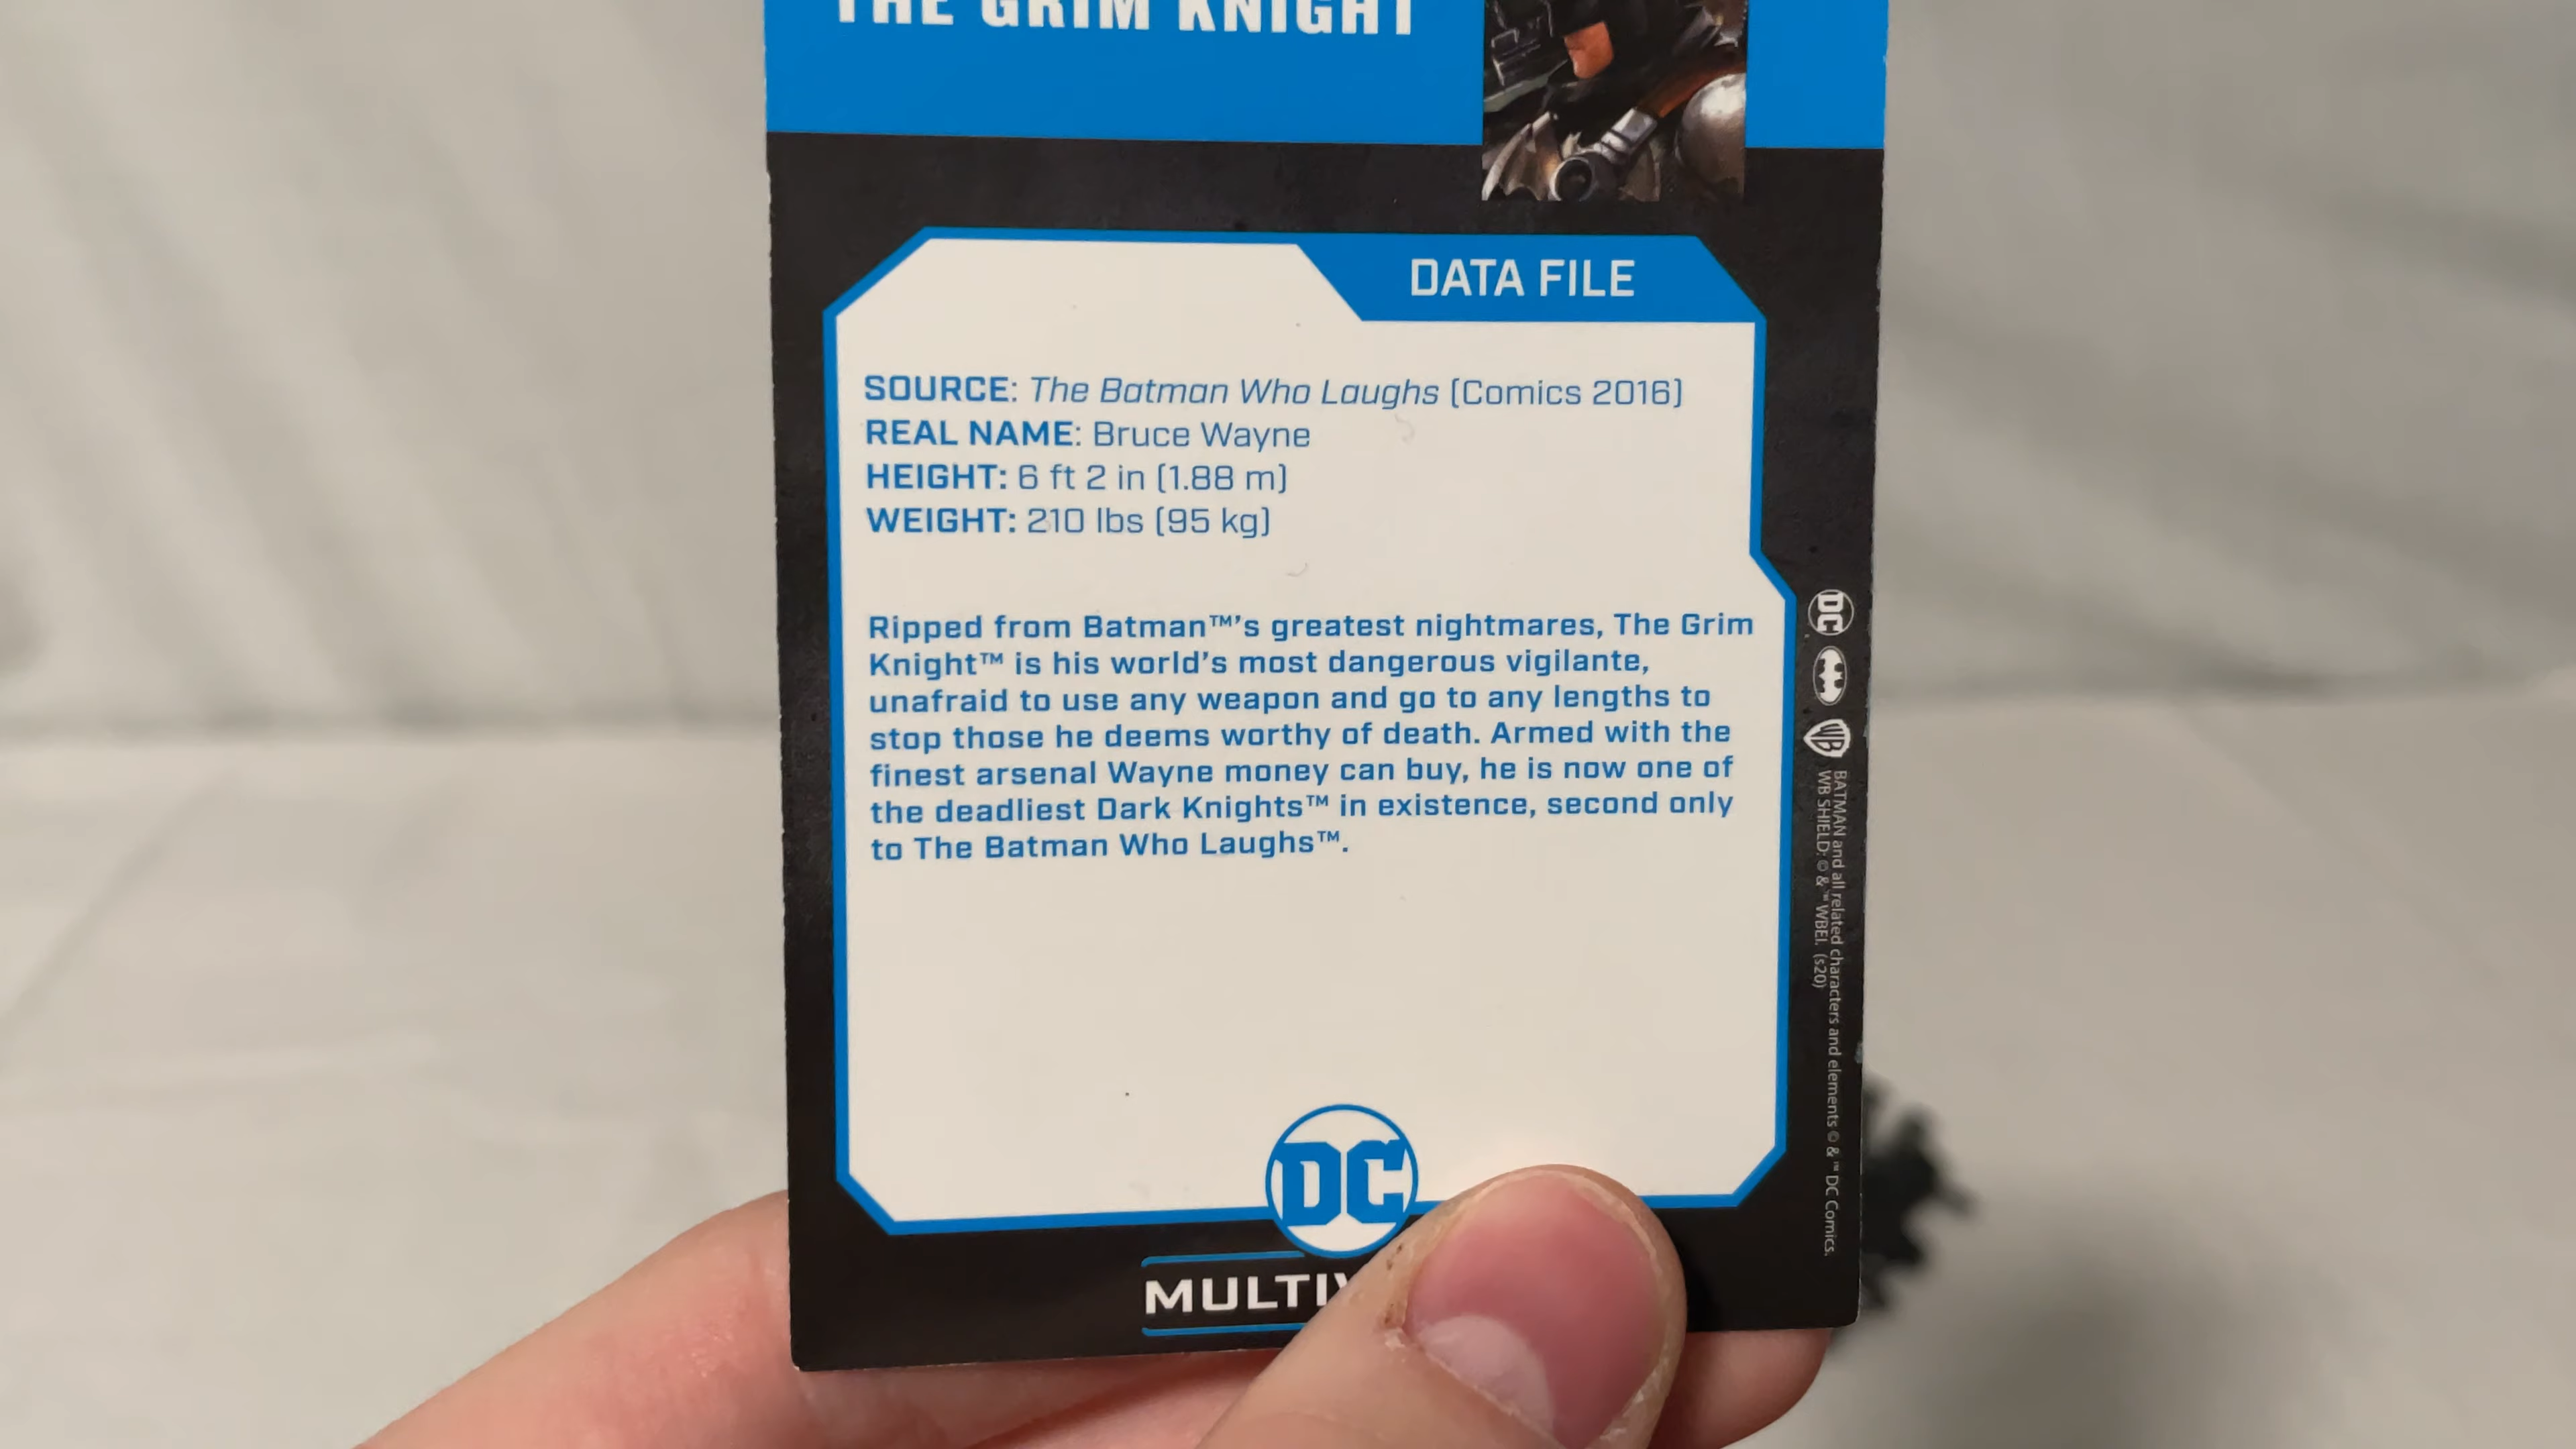 THE GRIM KNIGHT
DATA FILE
SOURCE: The Batman Who Laughs (Comics 2016)
REAL NAME: Bruce Wayne
HEIGHT: 6 ft 2 in (1.88 m)
WEIGHT: 210 lbs (95 kg)
Ripped from Batman™'s greatest nightmares, The Grim
Knight™ is his world's most dangerous vigilante,
unafraid to use any weapon and go to any lengths to
stop those he deems worthy of death. Armed with the
finest arsenal Wayne money can buy, he is now one of
the deadliest Dark Knights™ in existence, second only
to The Batman Who Laughs™.
DC
WB
BATMAN and all related characters and elements © & ™ DC Comics.
WB SHIELD: © & ™ WBEI. (s20)
DC